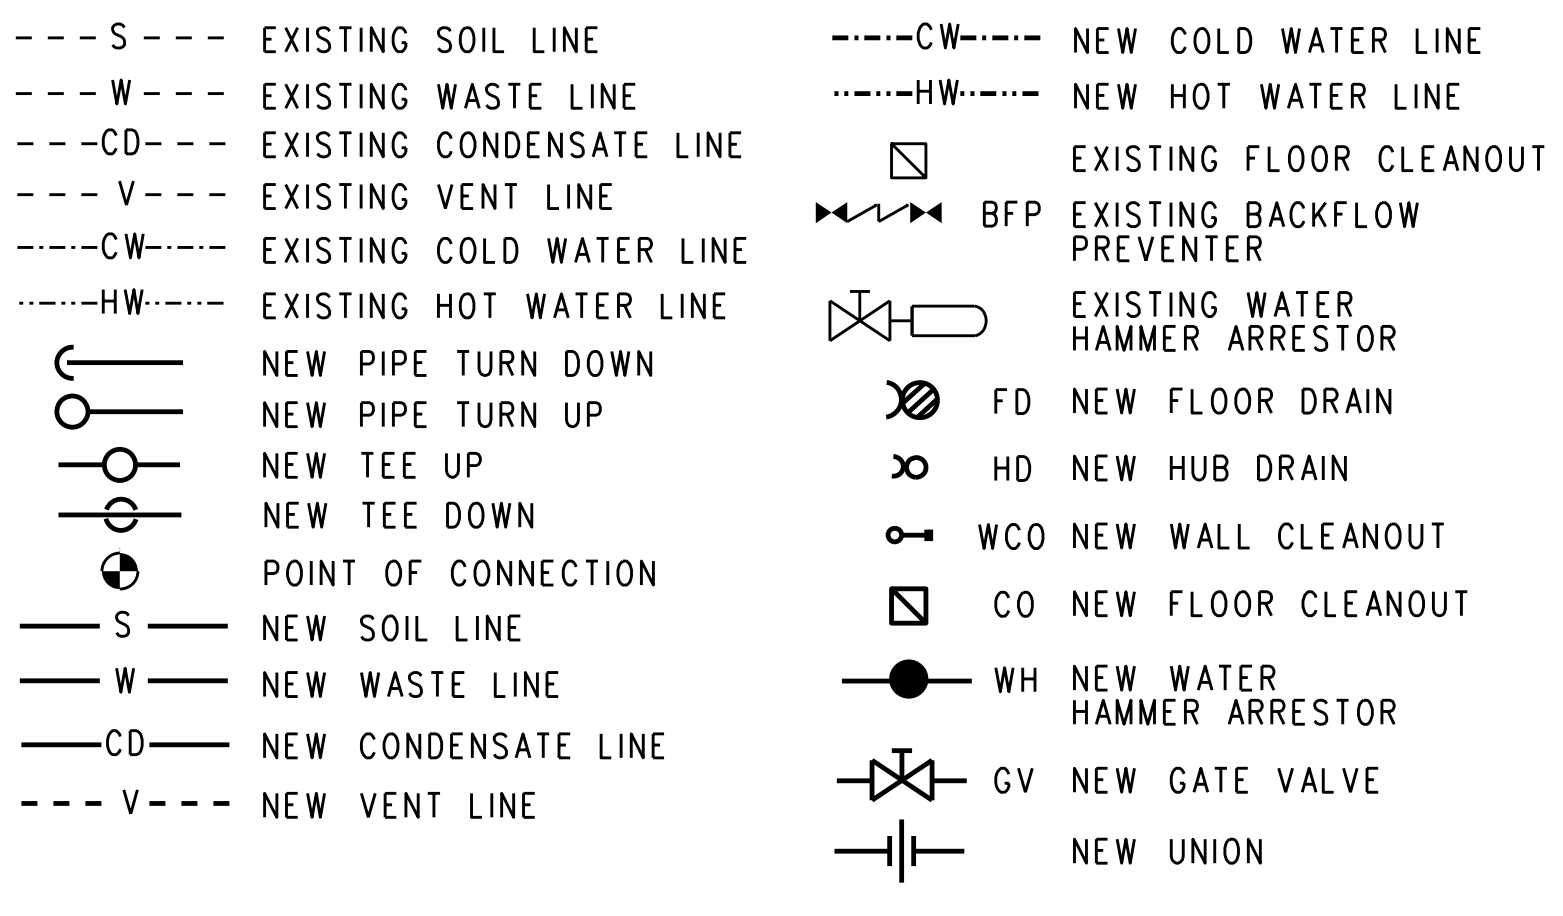 S EXISTING SOIL LINE
W EXISTING WASTE LINE
CD EXISTING CONDENSATE LINE
V EXISTING VENT LINE
CW EXISTING COLD WATER LINE
HW EXISTING HOT WATER LINE
NEW PIPE TURN DOWN
NEW PIPE TURN UP
NEW TEE UP
NEW TEE DOWN
POINT OF CONNECTION
S NEW SOIL LINE
W NEW WASTE LINE
CD NEW CONDENSATE LINE
V NEW VENT LINE
CW NEW COLD WATER LINE
HW NEW HOT WATER LINE
EXISTING FLOOR CLEANOUT
BFP EXISTING BACKFLOW
PREVENTER
EXISTING WATER
HAMMER ARRESTOR
FD NEW FLOOR DRAIN
HD NEW HUB DRAIN
WCO NEW WALL CLEANOUT
CO NEW FLOOR CLEANOUT
WH NEW WATER
HAMMER ARRESTOR
GV NEW GATE VALVE
NEW UNION